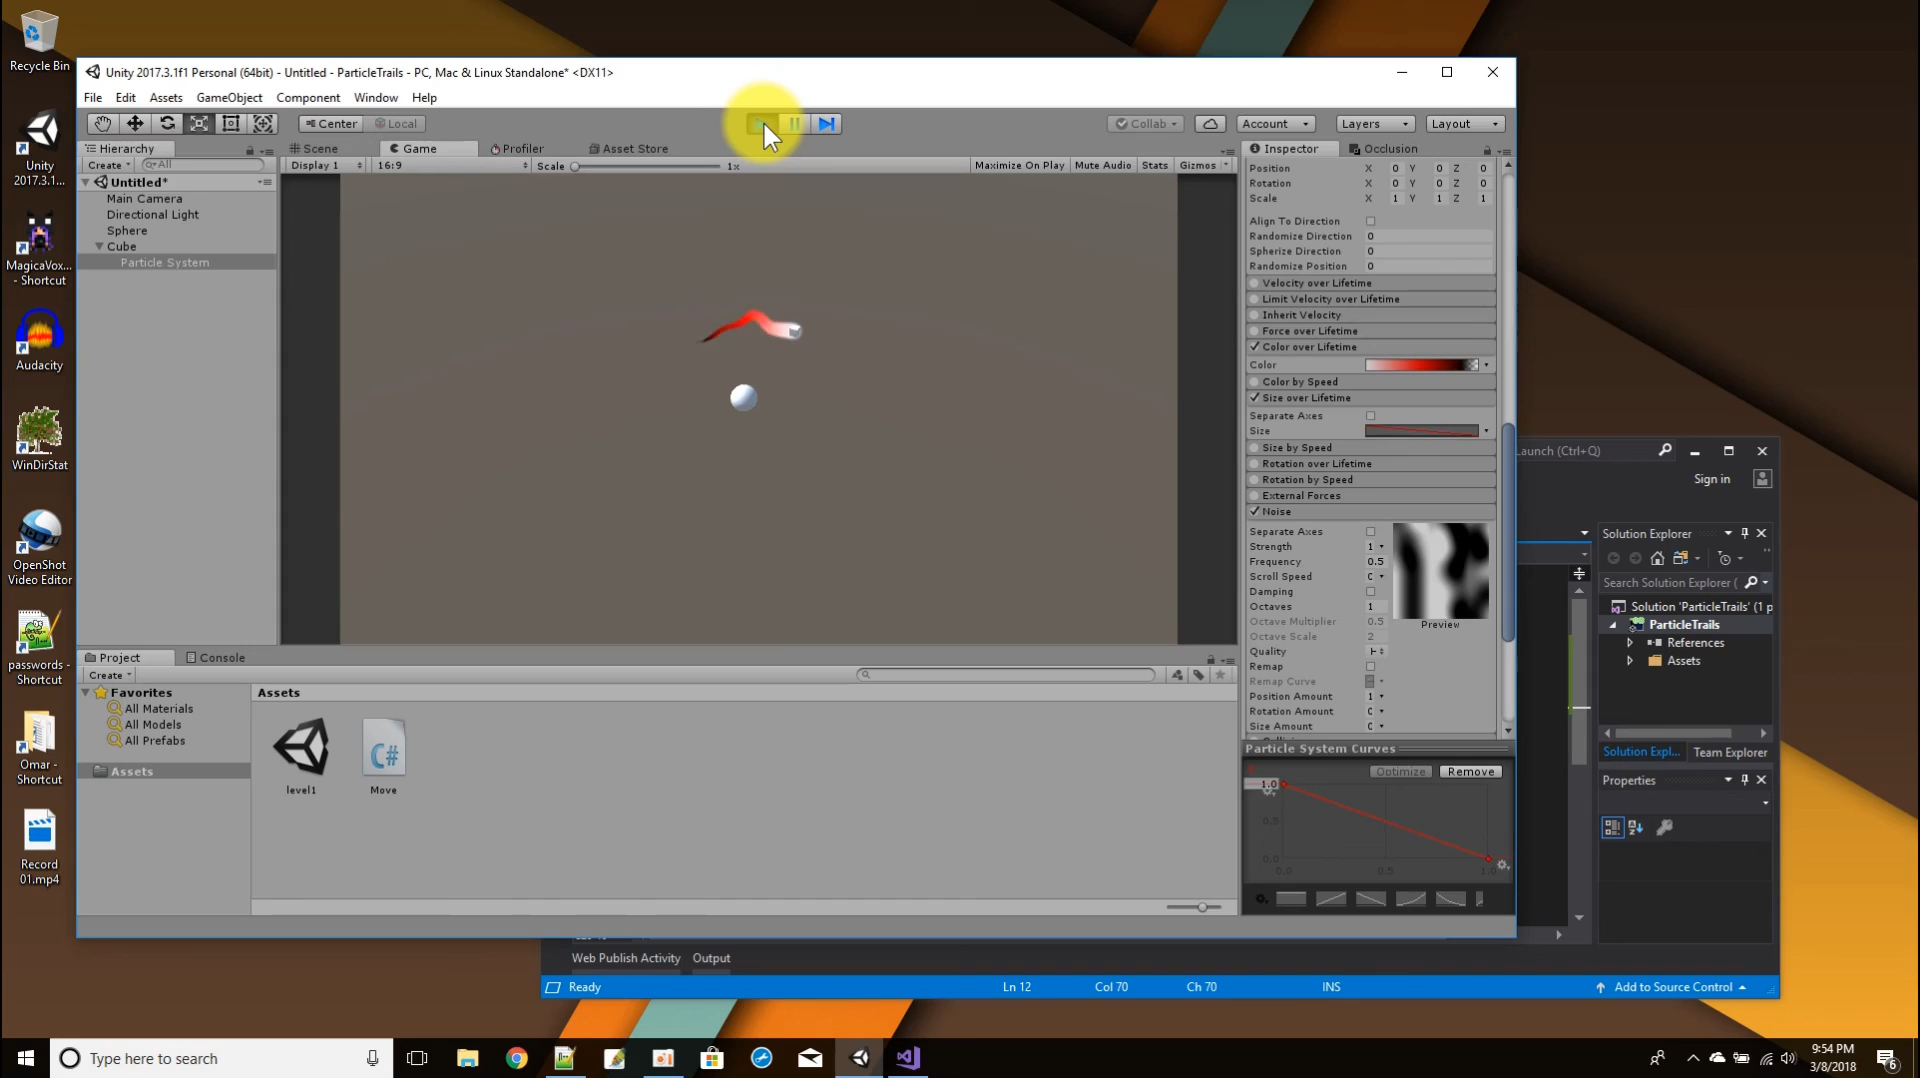 Recycle Bin
Unity 2017.3.1...
MagicaVox... - Shortcut
Audacity
WinDirStat
OpenShot Video Editor
passwords - Shortcut
Omar - Shortcut
Record 01.mp4
Unity 2017.3.1f1 Personal (64bit) - Untitled - ParticleTrails - PC, Mac & Linux Standalone* <DX11>
File Edit Assets GameObject Component Window Help
Center Local Collab Account Layers Layout
Hierarchy Scene Game Profiler Asset Store Inspector Occlusion
Create All Display 1 16:9 Scale 1x Maximize On Play Mute Audio Stats Gizmos
Untitled*
Main Camera
Directional Light
Sphere
Cube
Particle System
Position X 0 Y 0 Z 0
Rotation X 0 Y 0 Z 0
Scale X 1 Y 1 Z 1
Align To Direction
Randomize Direction 0
Spherize Direction 0
Randomize Position 0
Velocity over Lifetime
Limit Velocity over Lifetime
Inherit Velocity
Force over Lifetime
Color over Lifetime
Color
Color by Speed
Size over Lifetime
Separate Axes
Size
Size by Speed
Rotation over Lifetime
Rotation by Speed
External Forces
Noise
Separate Axes
Strength 1
Frequency 0.5
Scroll Speed
Damping
Octaves 1
Octave Multiplier 0.5
Octave Scale 2
Quality
Remap
Remap Curve
Position Amount 1
Rotation Amount
Size Amount
Preview
Particle System Curves
Optimize Remove
1.0
0.5
0.0
0.0 0.5 1.0
Project Console
Create
Favorites
All Materials
All Models
All Prefabs
Assets
Assets
level1
Move
C#
Launch (Ctrl+Q)
Sign in
Solution Explorer
Search Solution Explorer (
Solution 'ParticleTrails' (1 p
ParticleTrails
References
Assets
Solution Expl... Team Explorer
Properties
Web Publish Activity Output
Ready Ln 12 Col 70 Ch 70 INS Add to Source Control
Type here to search
9:54 PM
3/8/2018
6